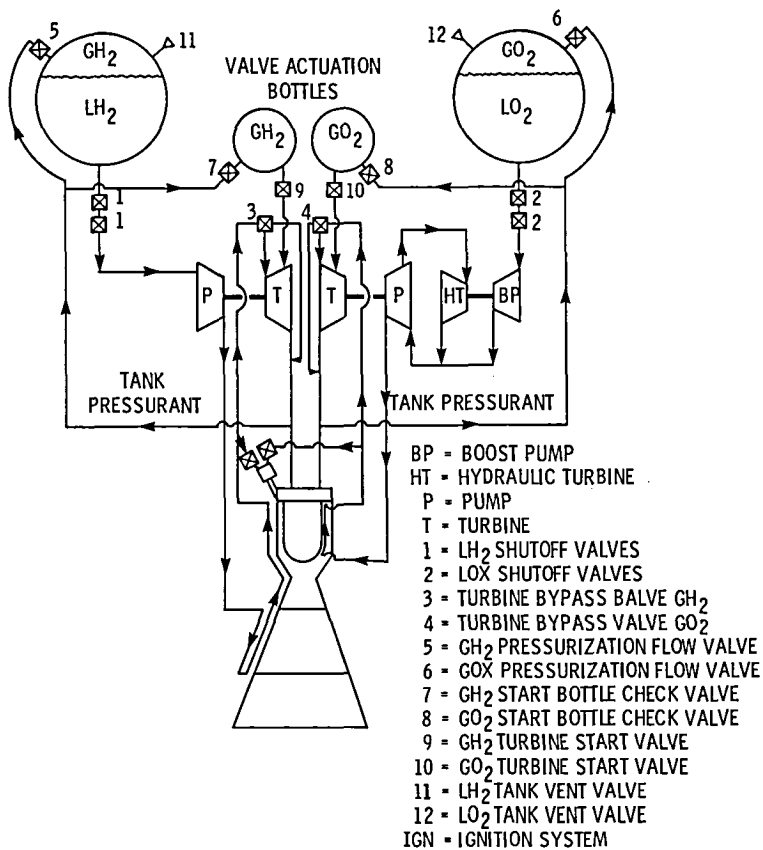 5
11
12
6
GH2
LH2
VALVE ACTUATION
BOTTLES
GO2
LO2
GH2
GO2
7
8
1
1
9
10
2
2
3
4
P
T
T
P
HT
BP
TANK
PRESSURANT
TANK PRESSURANT
BP = BOOST PUMP
HT = HYDRAULIC TURBINE
P = PUMP
T = TURBINE
1 = LH2 SHUTOFF VALVES
2 = LOX SHUTOFF VALVES
3 = TURBINE BYPASS BALVE GH2
4 = TURBINE BYPASS VALVE GO2
5 = GH2 PRESSURIZATION FLOW VALVE
6 = GOX PRESSURIZATION FLOW VALVE
7 = GH2 START BOTTLE CHECK VALVE
8 = GO2 START BOTTLE CHECK VALVE
9 = GH2 TURBINE START VALVE
10 = GO2 TURBINE START VALVE
11 = LH2 TANK VENT VALVE
12 = LO2 TANK VENT VALVE
IGN = IGNITION SYSTEM